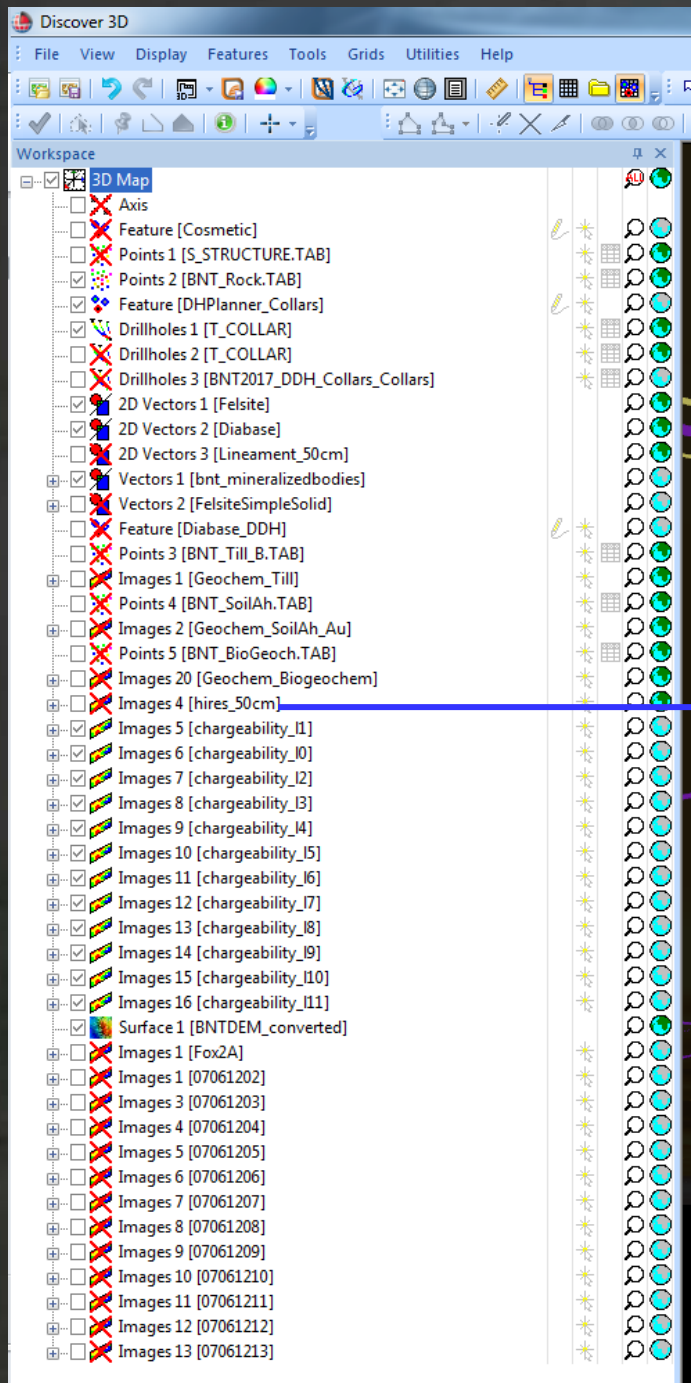 Discover 3D
File View Display Features Tools Grids Utilities Help
Workspace
3D Map ALL
Axis
Feature [Cosmetic]
Points 1 [S_STRUCTURE.TAB]
Points 2 [BNT_Rock.TAB]
Feature [DHPlanner_Collars]
Drillholes 1 [T_COLLAR]
Drillholes 2 [T_COLLAR]
Drillholes 3 [BNT2017_DDH_Collars_Collars]
2D Vectors 1 [Felsite]
2D Vectors 2 [Diabase]
2D Vectors 3 [Lineament_50cm]
Vectors 1 [bnt_mineralizedbodies]
Vectors 2 [FelsiteSimpleSolid]
Feature [Diabase_DDH]
Points 3 [BNT_Till_B.TAB]
Images 1 [Geochem_Till]
Points 4 [BNT_SoilAh.TAB]
Images 2 [Geochem_SoilAh_Au]
Points 5 [BNT_BioGeoch.TAB]
Images 20 [Geochem_Biogeochem]
Images 4 [hires_50cm]
Images 5 [chargeability_l1]
Images 6 [chargeability_l0]
Images 7 [chargeability_l2]
Images 8 [chargeability_l3]
Images 9 [chargeability_l4]
Images 10 [chargeability_l5]
Images 11 [chargeability_l6]
Images 12 [chargeability_l7]
Images 13 [chargeability_l8]
Images 14 [chargeability_l9]
Images 15 [chargeability_l10]
Images 16 [chargeability_l11]
Surface 1 [BNTDEM_converted]
Images 1 [Fox2A]
Images 1 [07061202]
Images 3 [07061203]
Images 4 [07061204]
Images 5 [07061205]
Images 6 [07061206]
Images 7 [07061207]
Images 8 [07061208]
Images 9 [07061209]
Images 10 [07061210]
Images 11 [07061211]
Images 12 [07061212]
Images 13 [07061213]